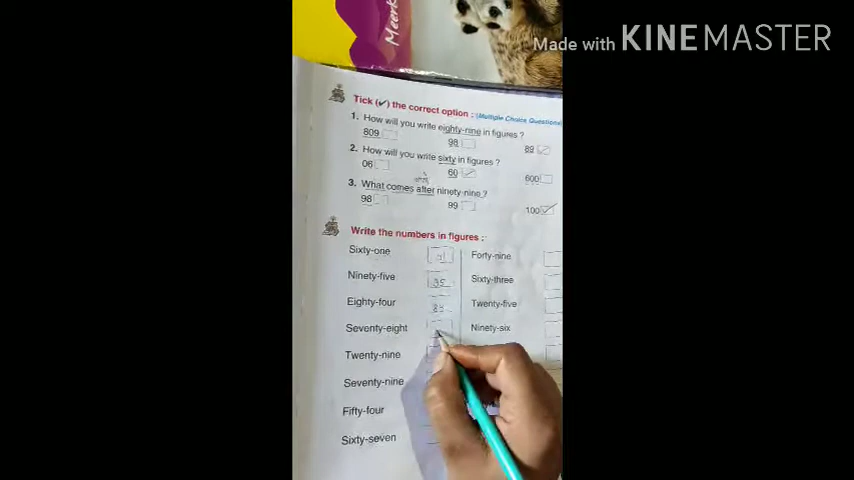 Meerk
Made with KINEMASTER
Tick (✓) the correct option : (Multiple Choice Questions)
1. How will you write eighty-nine in figures ?
809 98 89 ✓
2. How will you write sixty in figures ?
06 60 ✓ 600
3. What comes after ninety-nine ?
98 99 100 ✓
Write the numbers in figures :
Sixty-one Forty-nine
Ninety-five 95 Sixty-three
Eighty-four Twenty-five
Seventy-eight Ninety-six
Twenty-nine
Seventy-nine
Fifty-four
Sixty-seven